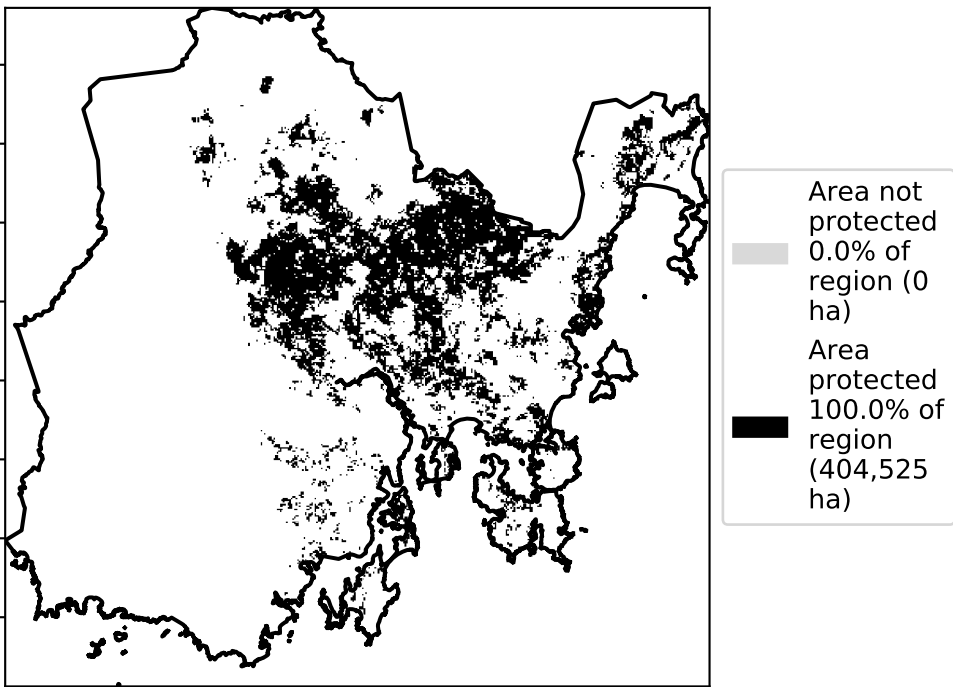 Area not
protected
0.0% of
region (0
ha)
Area
protected
100.0% of
region
(404,525
ha)